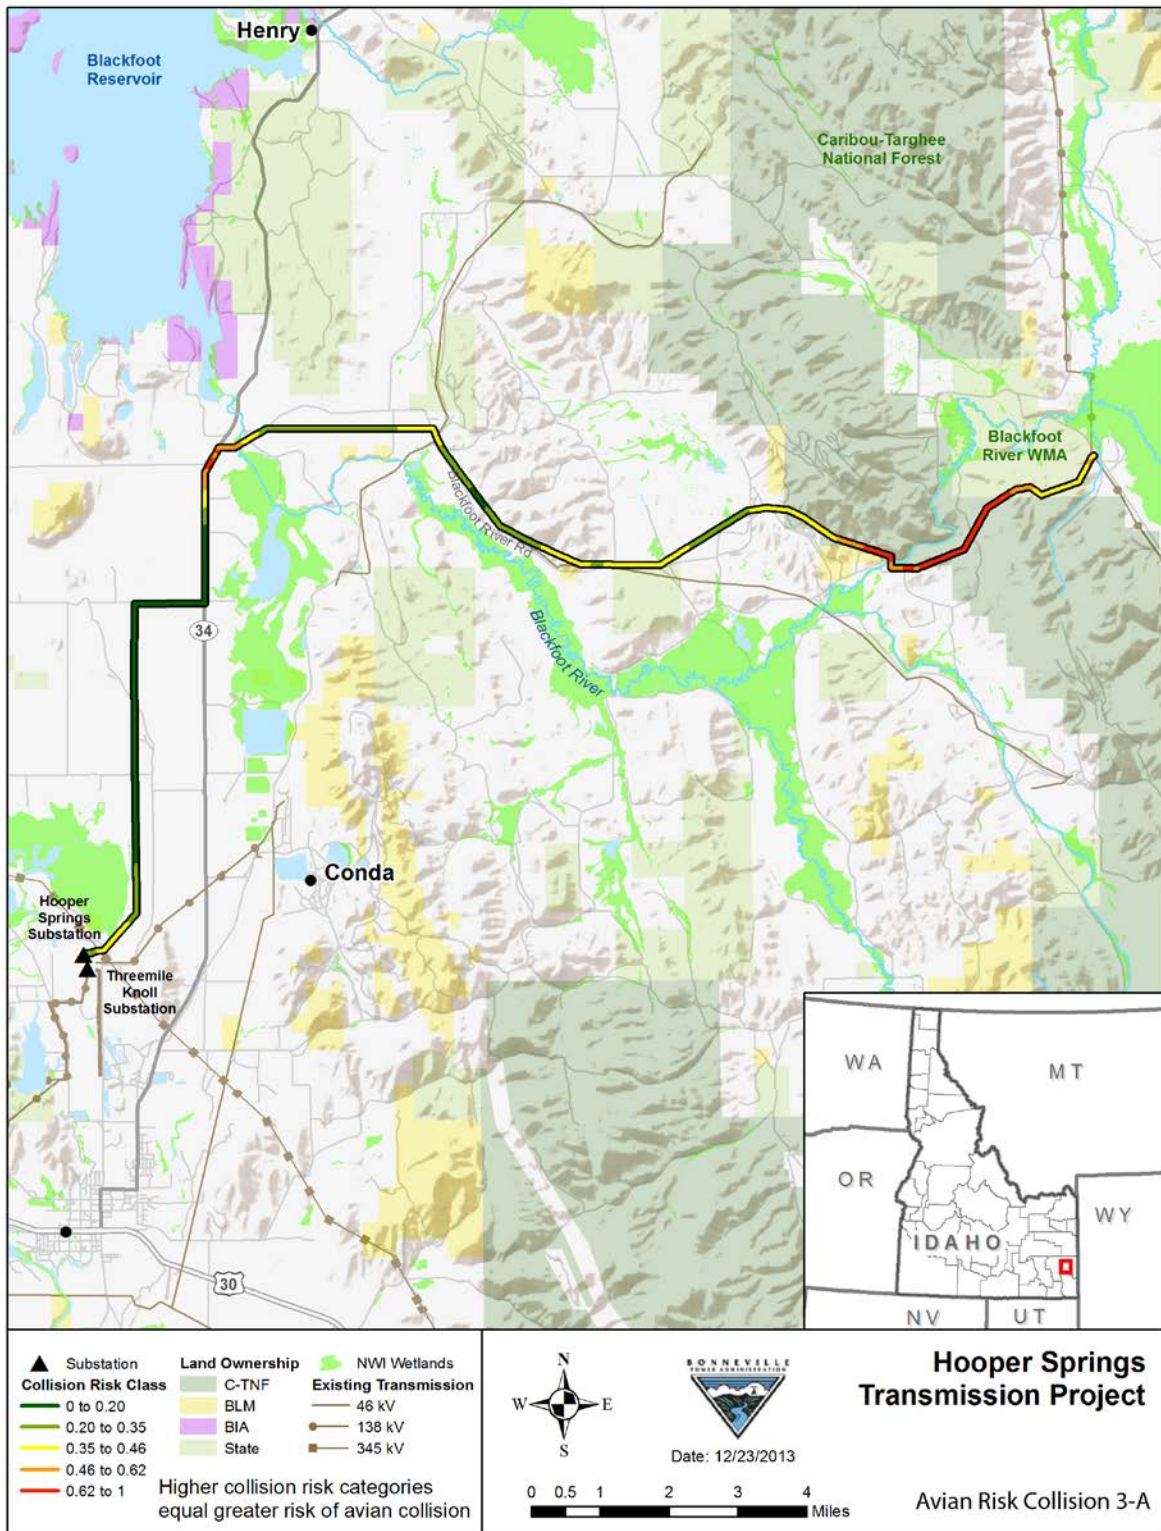 Henry
Blackfoot
Reservoir
Caribou-Targhee
National Forest
Blackfoot
River WMA
Blackfoot River Rd
34
Blackfoot River
Conda
Hooper
Springs
Substation
Threemile
Knoll
Substation
30
WA
MT
OR
IDAHO
WY
NV
UT
Substation
Collision Risk Class
0 to 0.20
0.20 to 0.35
0.35 to 0.46
0.46 to 0.62
0.62 to 1
Land Ownership
C-TNF
BLM
BIA
State
NWI Wetlands
Existing Transmission
46 kV
138 kV
345 kV
Higher collision risk categories
equal greater risk of avian collision
N
W E
S
BONNEVILLE
POWER ADMINISTRATION
Date: 12/23/2013
0 0.5 1 2 3 4
Miles
Hooper Springs
Transmission Project
Avian Risk Collision 3-A